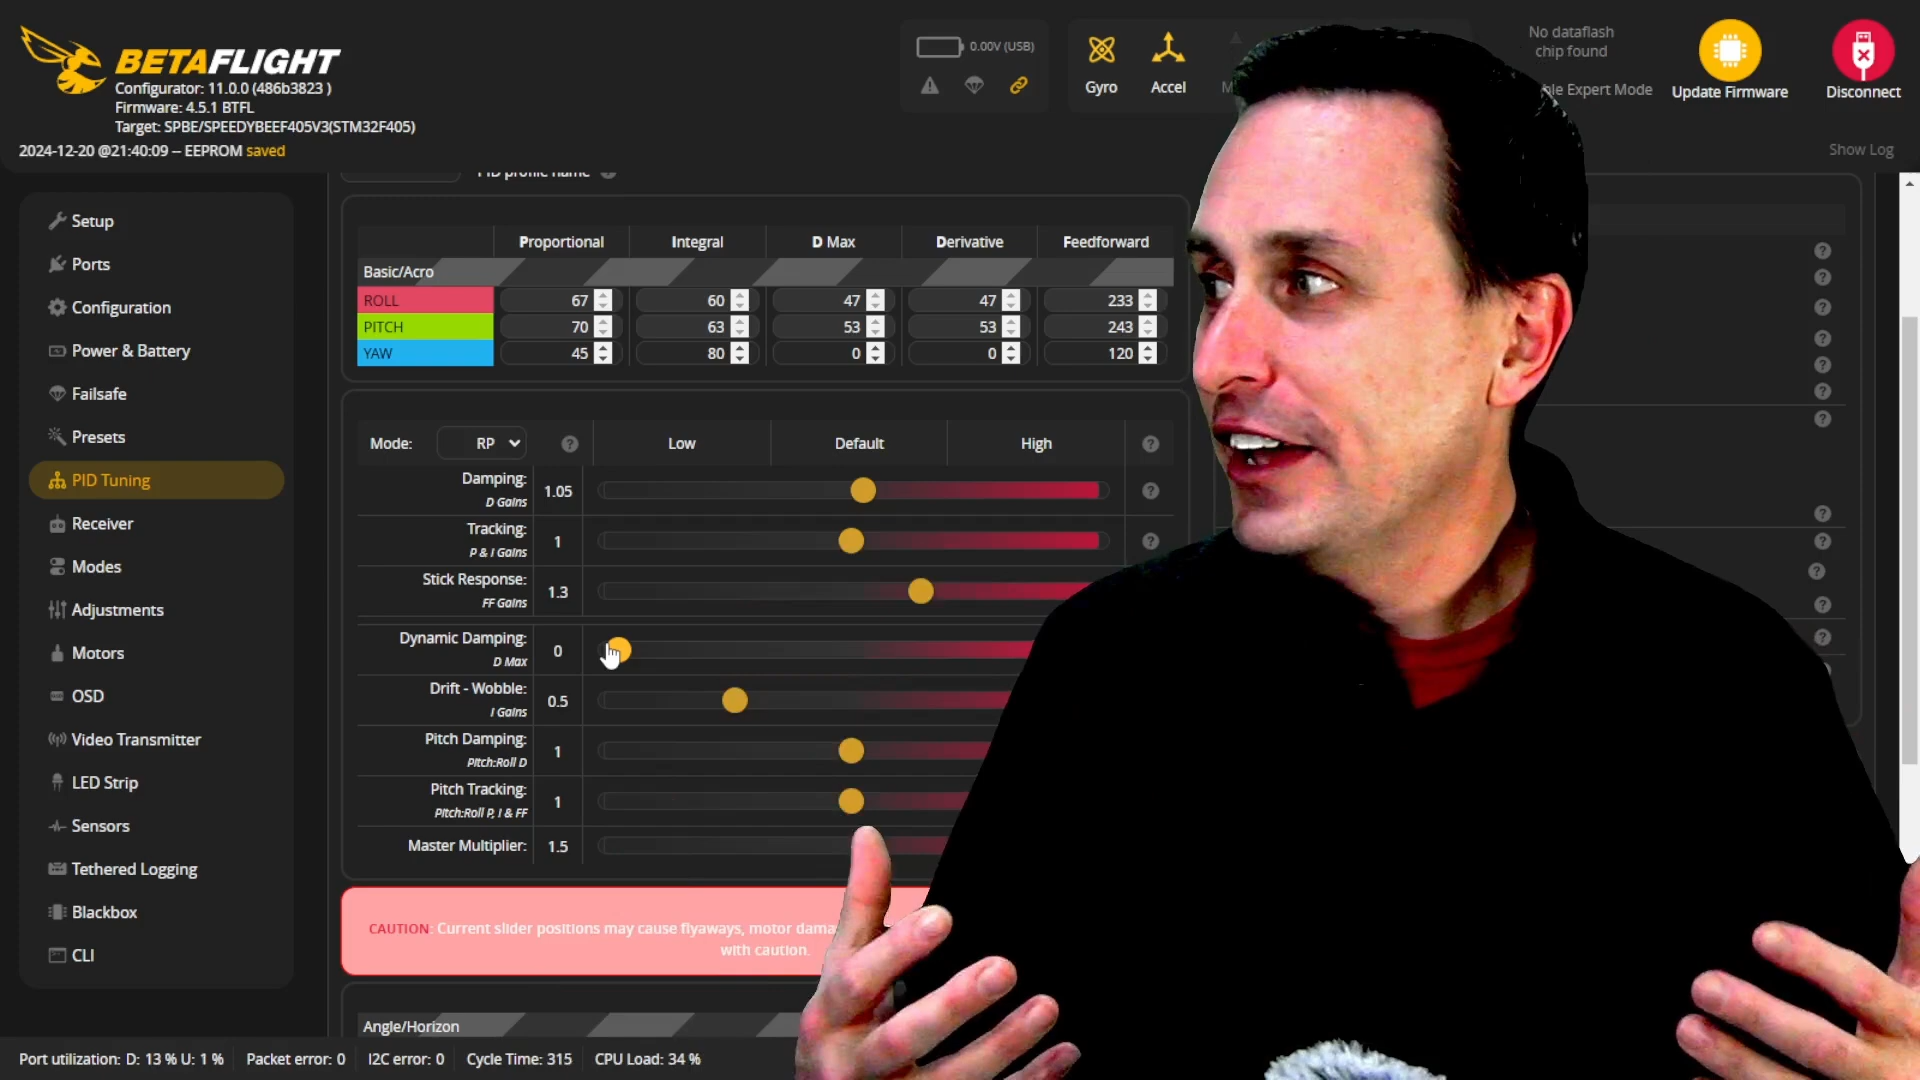 BETAFLIGHT
Configurator: 11.0.0 (486b3823 )
Firmware: 4.5.1 BTFL
Target: SPBE/SPEEDYBEEF405V3(STM32F405)
2024-12-20 @21:40:09 -- EEPROM saved
0.00V (USB)
Gyro
Accel
M
No dataflash
chip found
ble Expert Mode
Update Firmware
Disconnect
Show Log
Setup
Ports
Configuration
Power & Battery
Failsafe
Presets
PID Tuning
Receiver
Modes
Adjustments
Motors
OSD
Video Transmitter
LED Strip
Sensors
Tethered Logging
Blackbox
CLI
PID profile name
Proportional Integral D Max Derivative Feedforward
Basic/Acro
ROLL 67 60 47 47 233
PITCH 70 63 53 53 243
YAW 45 80 0 0 120
Mode: RP Low Default High
Damping:
D Gains
1.05
Tracking:
P & I Gains
1
Stick Response:
FF Gains
1.3
Dynamic Damping:
D Max
0
Drift - Wobble:
I Gains
0.5
Pitch Damping:
Pitch:Roll D
1
Pitch Tracking:
Pitch:Roll P, I & FF
1
Master Multiplier: 1.5
CAUTION: Current slider positions may cause flyaways, motor dama
with caution.
Angle/Horizon
Port utilization: D: 13 % U: 1 % Packet error: 0 I2C error: 0 Cycle Time: 315 CPU Load: 34 %